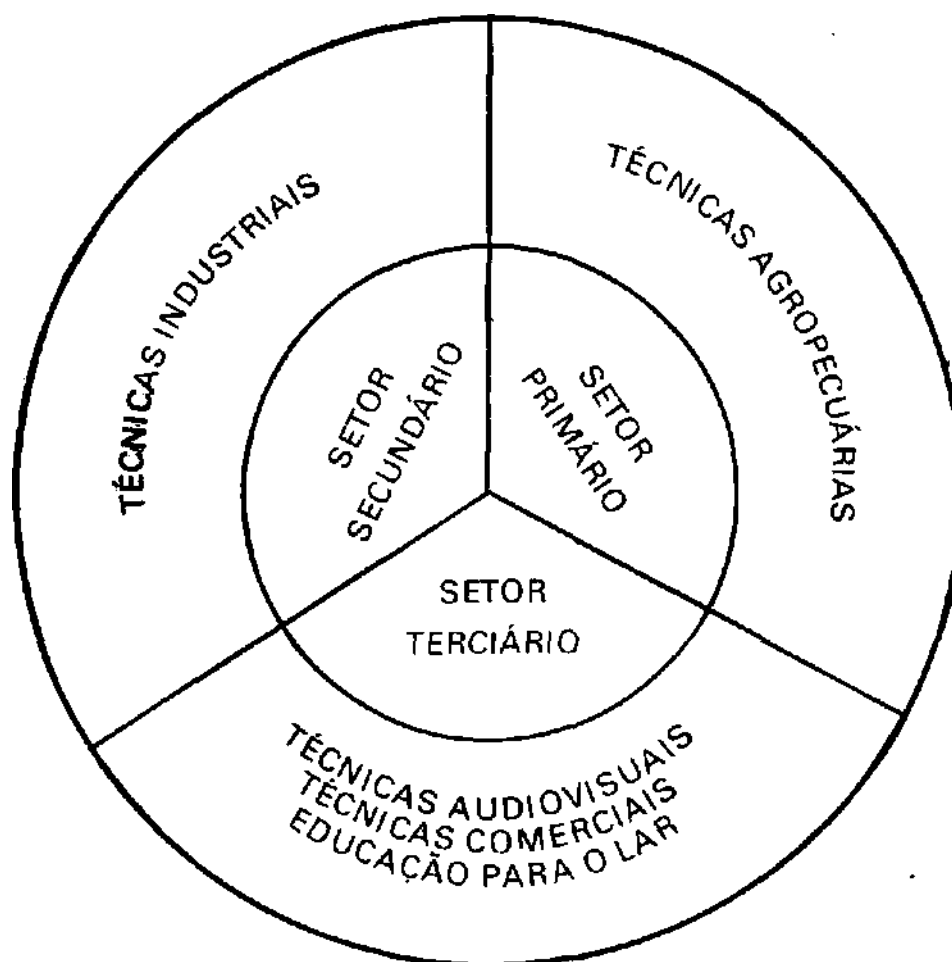 TÉCNICAS INDUSTRIAIS
TÉCNICAS AGROPECUÁRIAS
SETOR
SECUNDÁRIO
SETOR
PRIMÁRIO
SETOR
TERCIÁRIO
TÉCNICAS AUDIOVISUAIS
TÉCNICAS COMERCIAIS
EDUCAÇÃO PARA O LAR